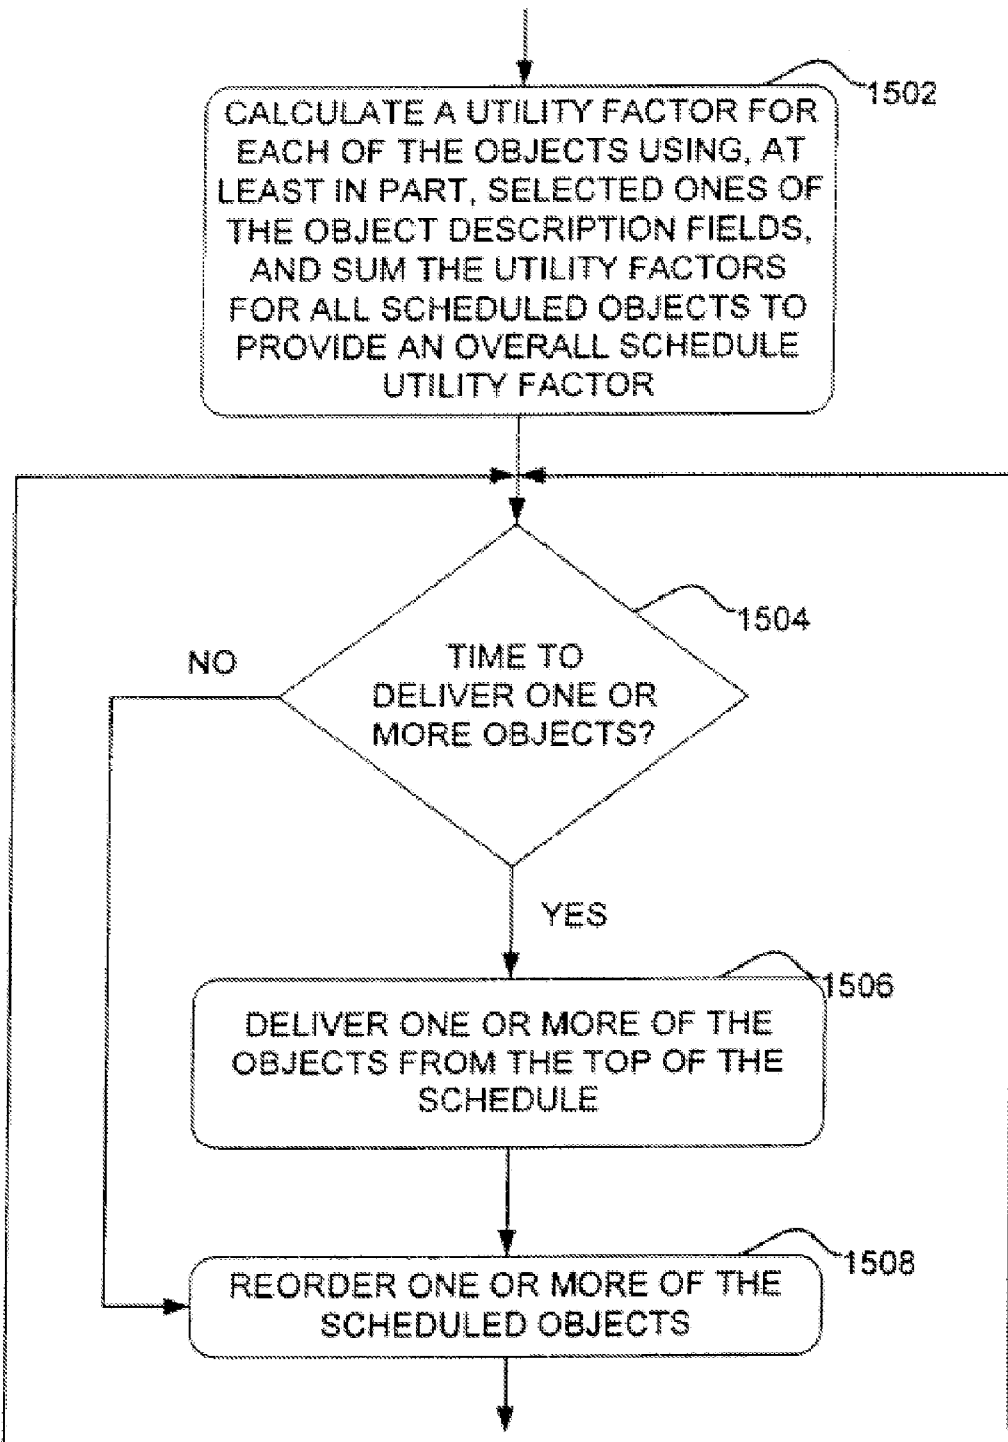 1502
CALCULATE A UTILITY FACTOR FOR
EACH OF THE OBJECTS USING, AT
LEAST IN PART, SELECTED ONES OF
THE OBJECT DESCRIPTION FIELDS,
AND SUM THE UTILITY FACTORS
FOR ALL SCHEDULED OBJECTS TO
PROVIDE AN OVERALL SCHEDULE
UTILITY FACTOR
1504
NO
TIME TO
DELIVER ONE OR
MORE OBJECTS?
YES
1506
DELIVER ONE OR MORE OF THE
OBJECTS FROM THE TOP OF THE
SCHEDULE
1508
REORDER ONE OR MORE OF THE
SCHEDULED OBJECTS